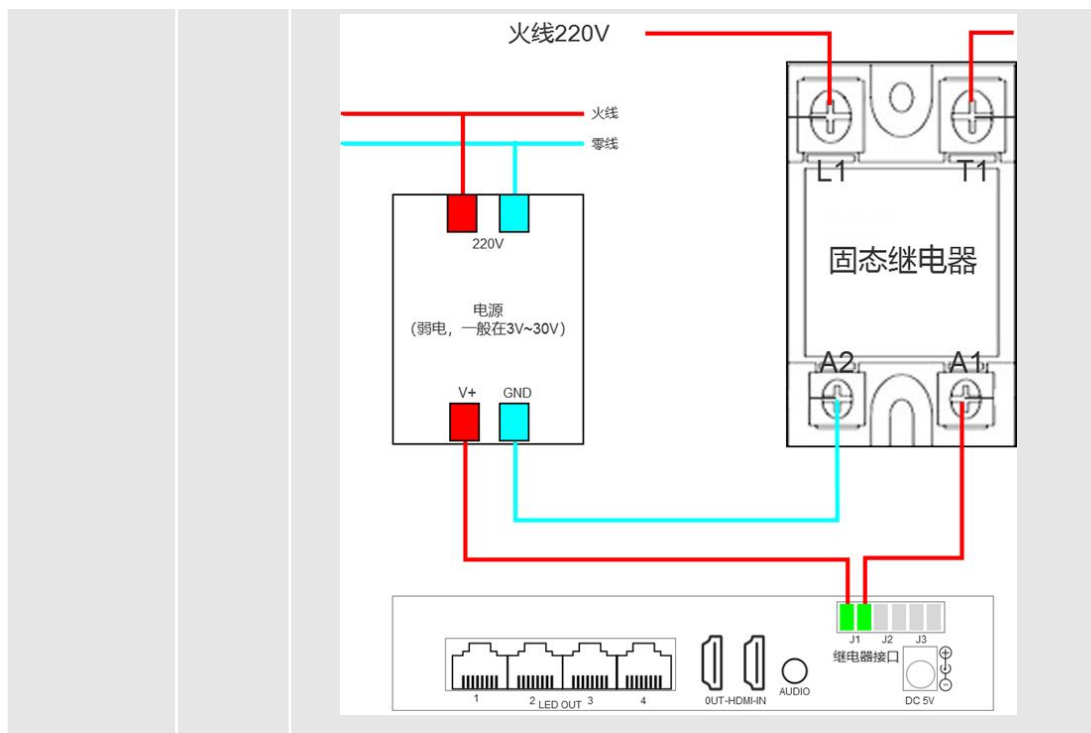 火线220V
火线
零线
L1
T1
220V
固态继电器
电源
(弱电，一般在3V~30V)
A2
A1
V+
GND
J1
J2
J3
继电器接口
1
2
LED OUT
3
4
OUT-HDMI-IN
AUDIO
DC 5V